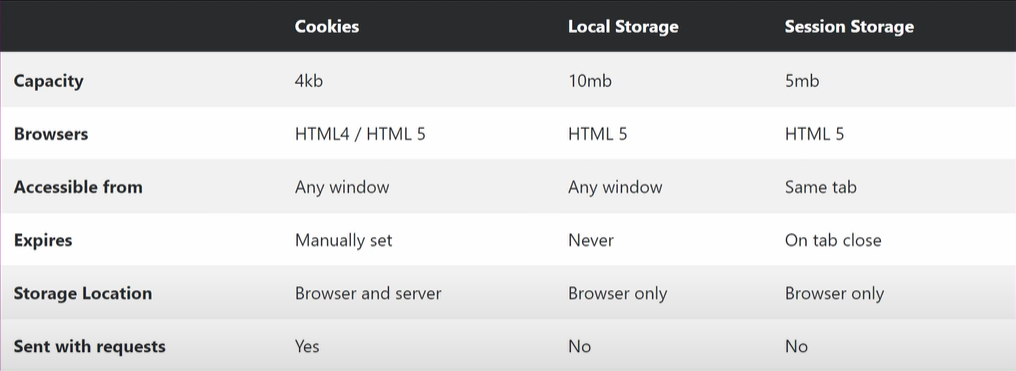 Cookies Local Storage Session Storage
Capacity 4kb 10mb 5mb
Browsers HTML4 / HTML 5 HTML 5 HTML 5
Accessible from Any window Any window Same tab
Expires Manually set Never On tab close
Storage Location Browser and server Browser only Browser only
Sent with requests Yes No No